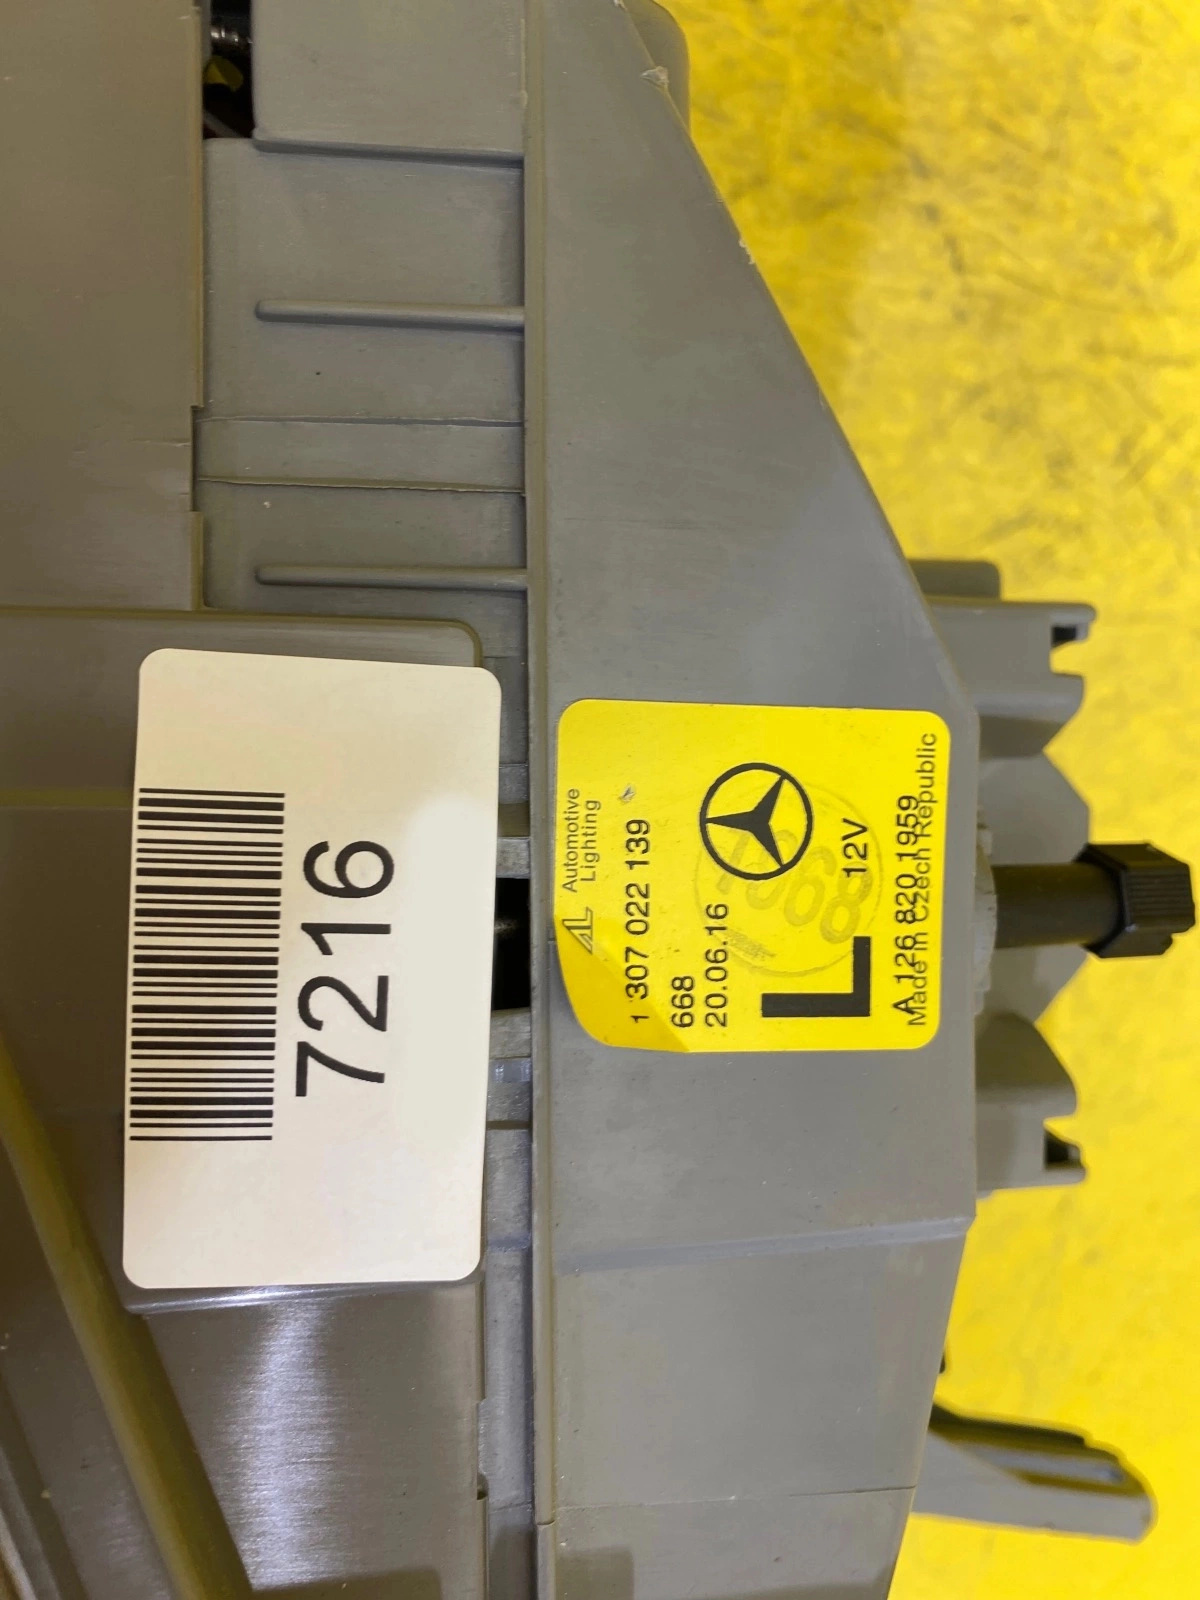 7216
AL Automotive
Lighting
1 307 022 139
668
20.06.16
L 12V
A 126 820 1959
Made in Czech Republic